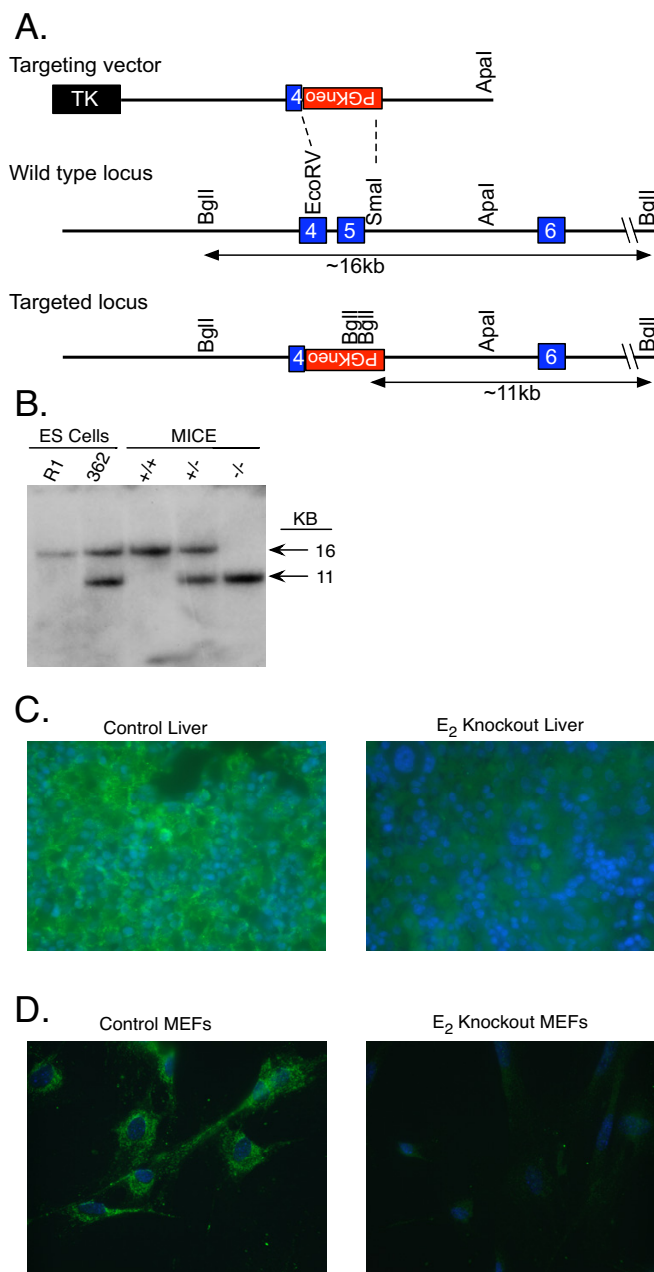 A.
Targeting vector
TK
4
PGKneo
ApaI
Wild type locus
BglI
EcoRV
4
5
SmaI
ApaI
6
BglI
~16kb
Targeted locus
BglI
4
PGKneo
BglI
BglI
ApaI
6
BglI
~11kb
B.
ES Cells
MICE
R1
362
+/+
+/-
-/-
KB
16
11
C.
Control Liver
E2 Knockout Liver
D.
Control MEFs
E2 Knockout MEFs